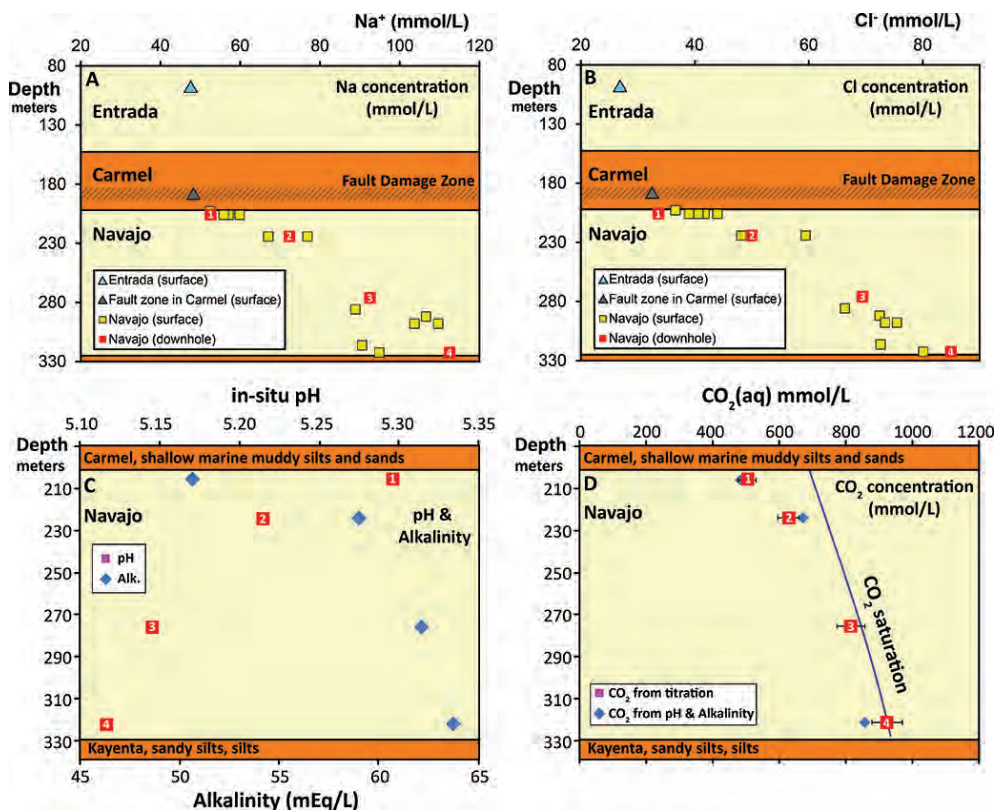 Na⁺ (mmol/L)
20 40 60 80 100 120
80
Depth
meters
130
180
230
280
330
A
Na concentration
(mmol/L)
Entrada
Carmel
Fault Damage Zone
Navajo
1
2
3
4
Entrada (surface)
Fault zone in Carmel (surface)
Navajo (surface)
Navajo (downhole)
Cl⁻ (mmol/L)
20 40 60 80
80
Depth
meters
130
180
230
280
330
B
Cl concentration
(mmol/L)
Entrada
Carmel
Fault Damage Zone
Navajo
1
2
3
4
Entrada (surface)
Fault zone in Carmel (surface)
Navajo (surface)
Navajo (downhole)
in-situ pH
5.10 5.15 5.20 5.25 5.30 5.35
Depth
meters
210
230
250
270
290
310
330
Carmel, shallow marine muddy silts and sands
C
Navajo
pH &
Alkalinity
1
2
3
4
pH
Alk.
Kayenta, sandy silts, silts
45 50 55 60 65
Alkalinity (mEq/L)
CO₂(aq) mmol/L
0 200 400 600 800 1000 1200
Depth
meters
210
230
250
270
290
310
330
Carmel, shallow marine muddy silts and sands
D
CO₂ concentration
(mmol/L)
Navajo
1
2
3
4
CO₂ saturation
CO₂ from titration
CO₂ from pH & Alkalinity
Kayenta, sandy silts, silts